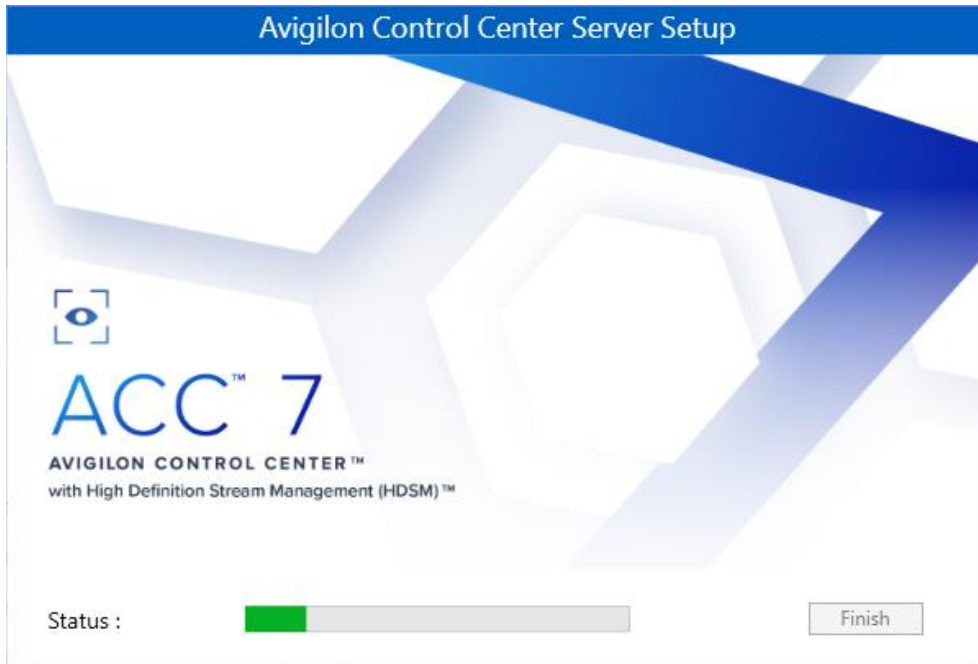 Avigilon Control Center Server Setup
ACC™ 7
AVIGILON CONTROL CENTER™
with High Definition Stream Management (HDSM)™
Status :
Finish